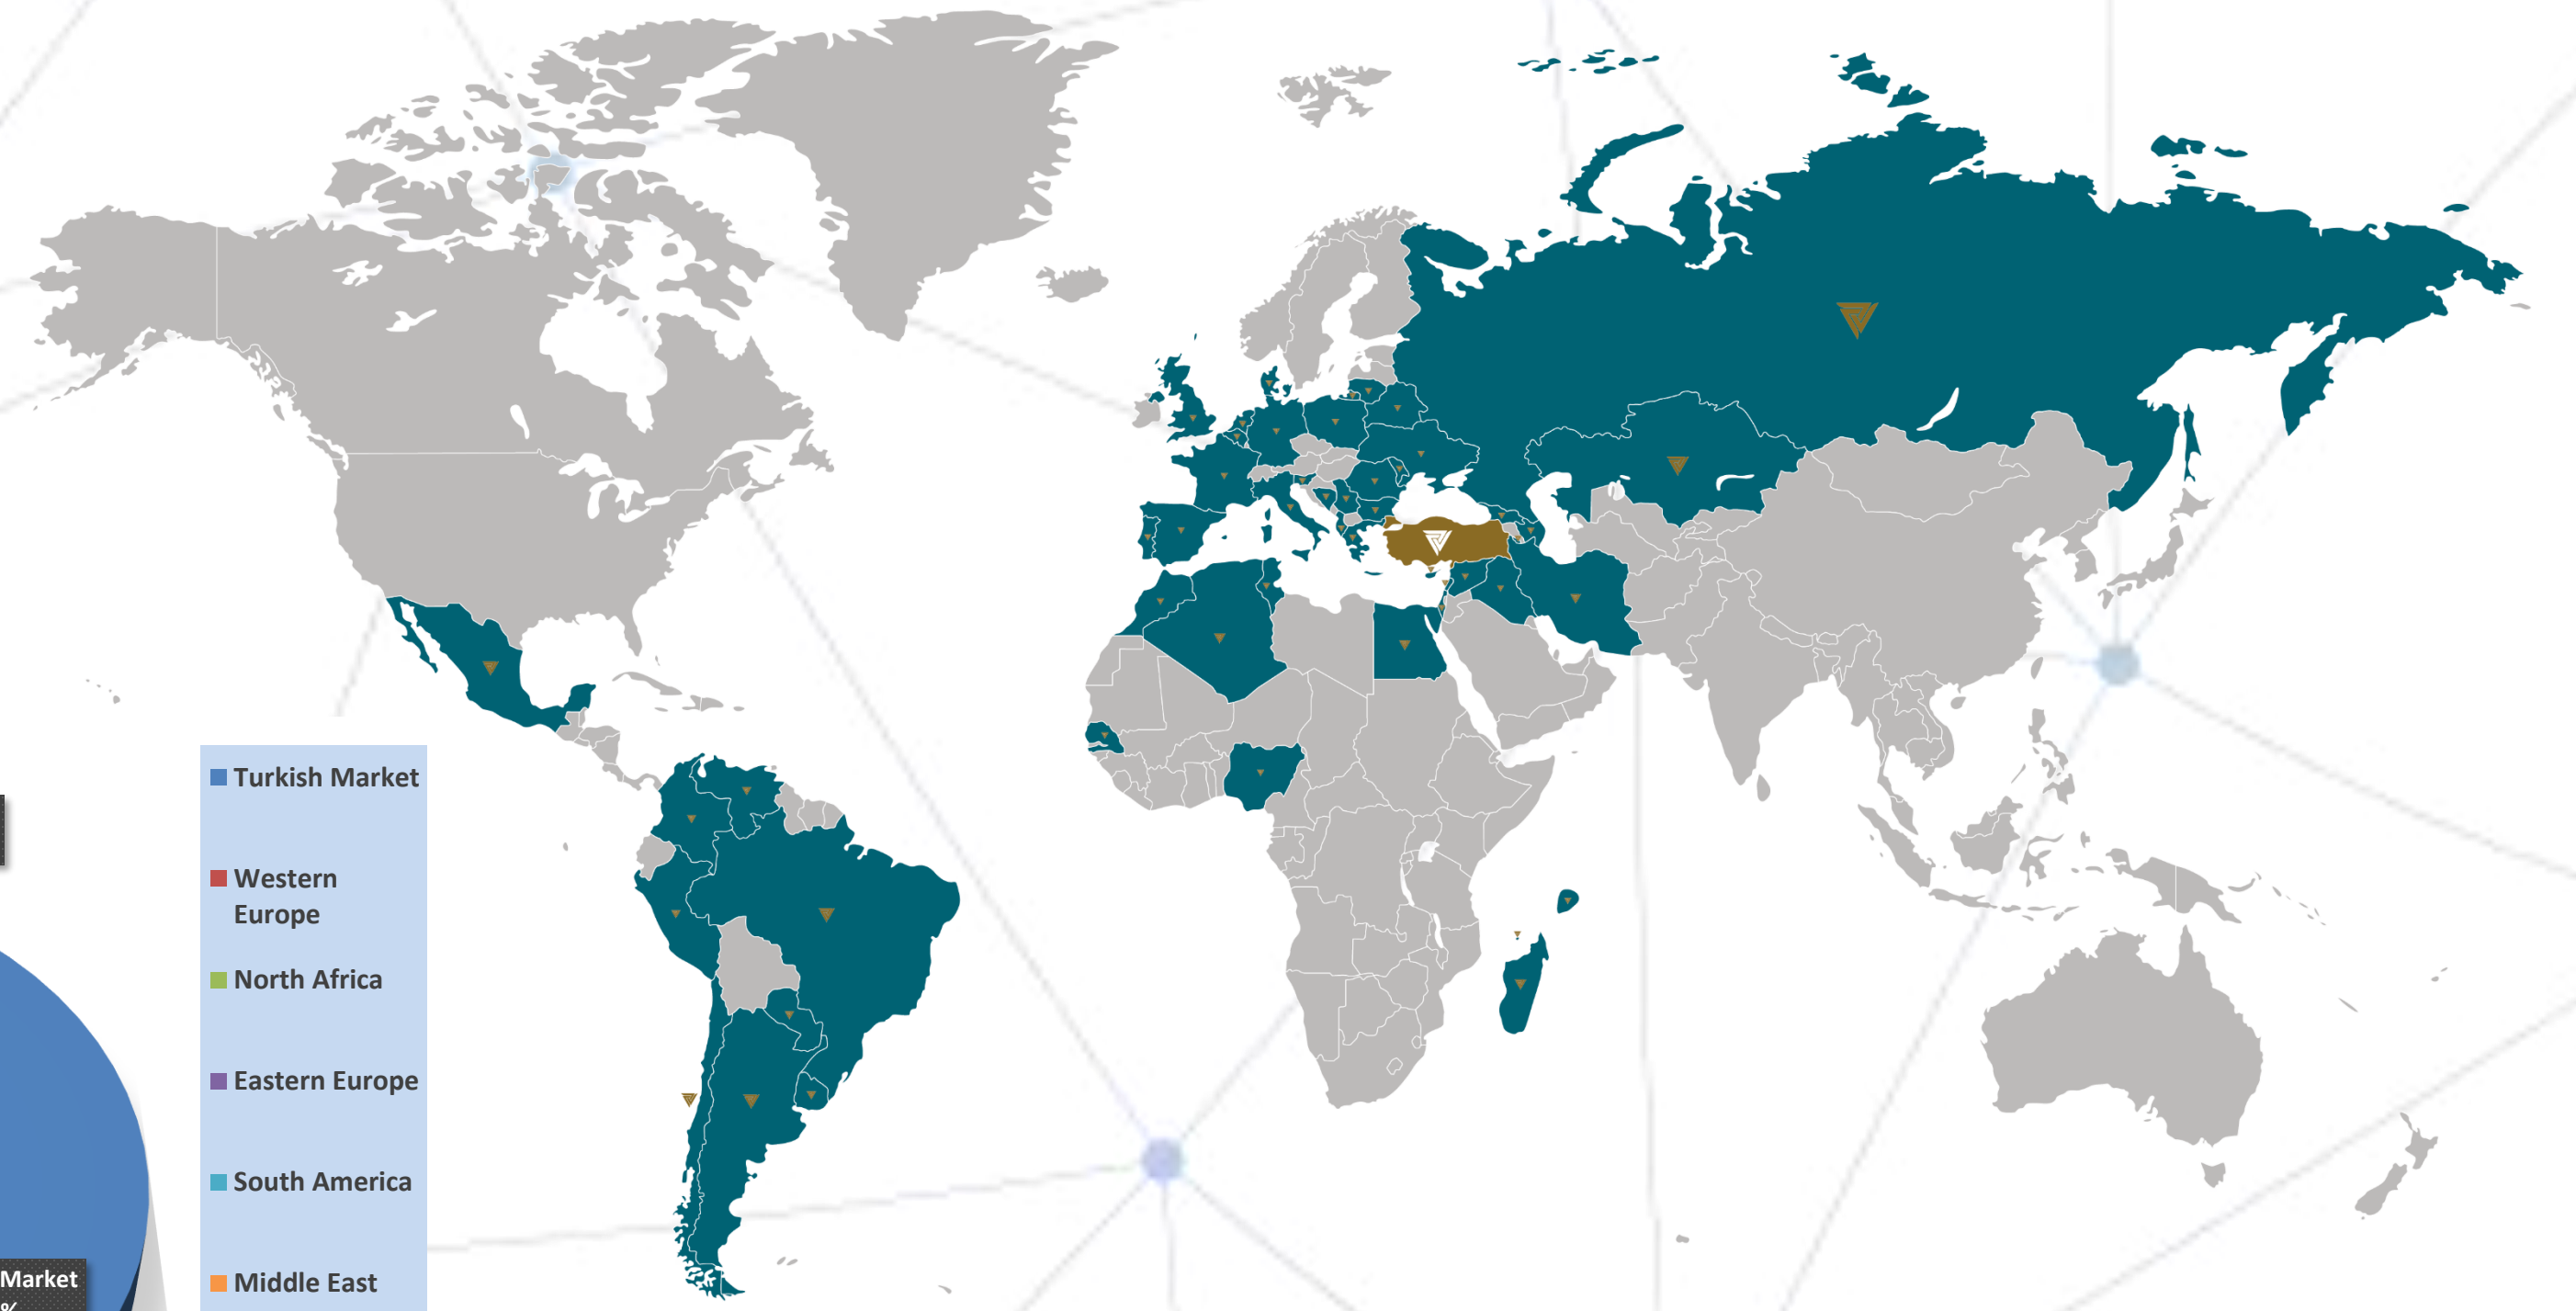 Turkish Market
Western
Europe
North Africa
Eastern Europe
South America
Middle East
Market
%